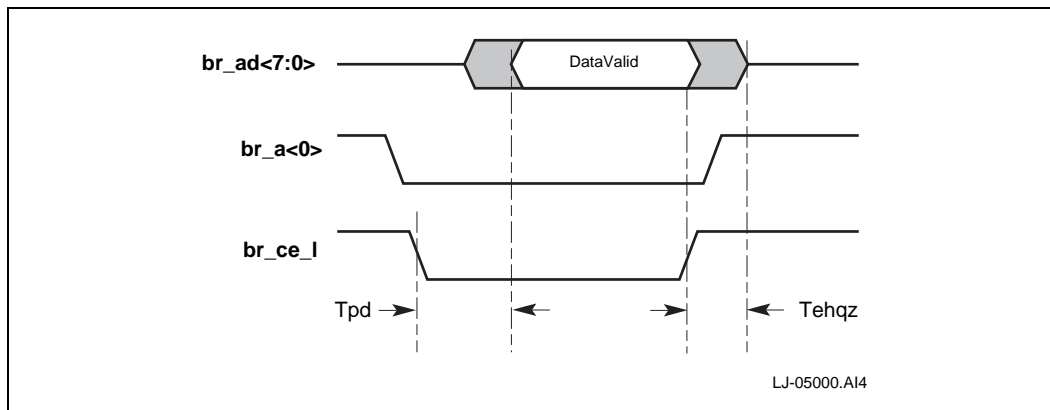 br_ad<7:0>
DataValid
br_a<0>
br_ce_l
Tpd
Tehqz
LJ-05000.AI4